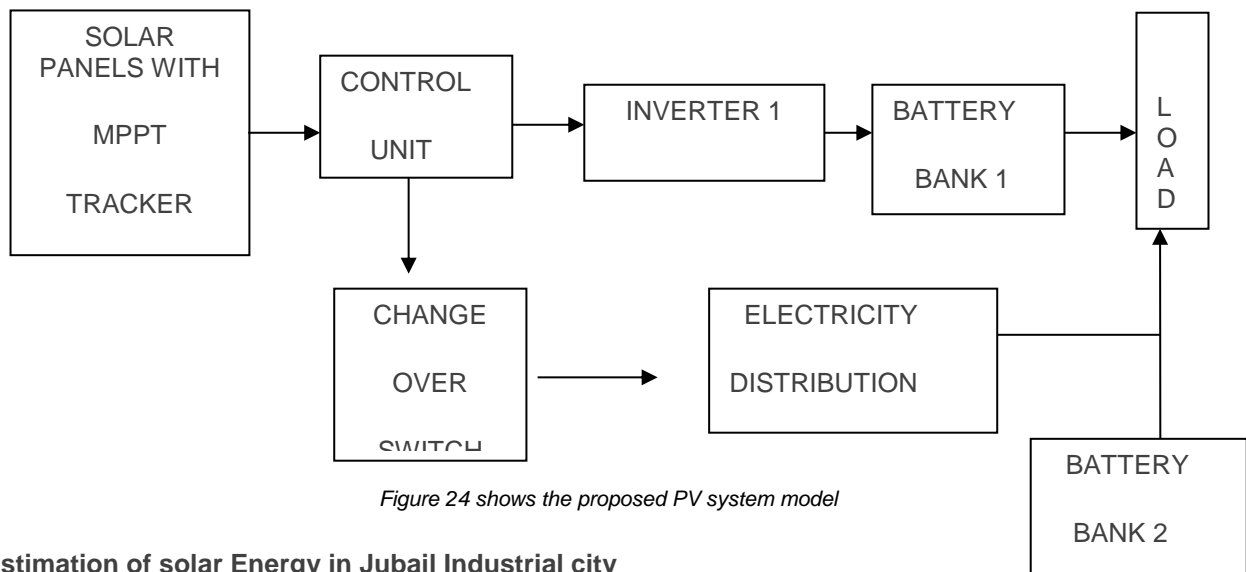 SOLAR
PANELS WITH
MPPT
TRACKER
CONTROL
UNIT
INVERTER 1
BATTERY
BANK 1
L
O
A
D
CHANGE
OVER
SWITCH
ELECTRICITY
DISTRIBUTION
BATTERY
BANK 2
Figure 24 shows the proposed PV system model
stimation of solar Energy in Jubail Industrial city